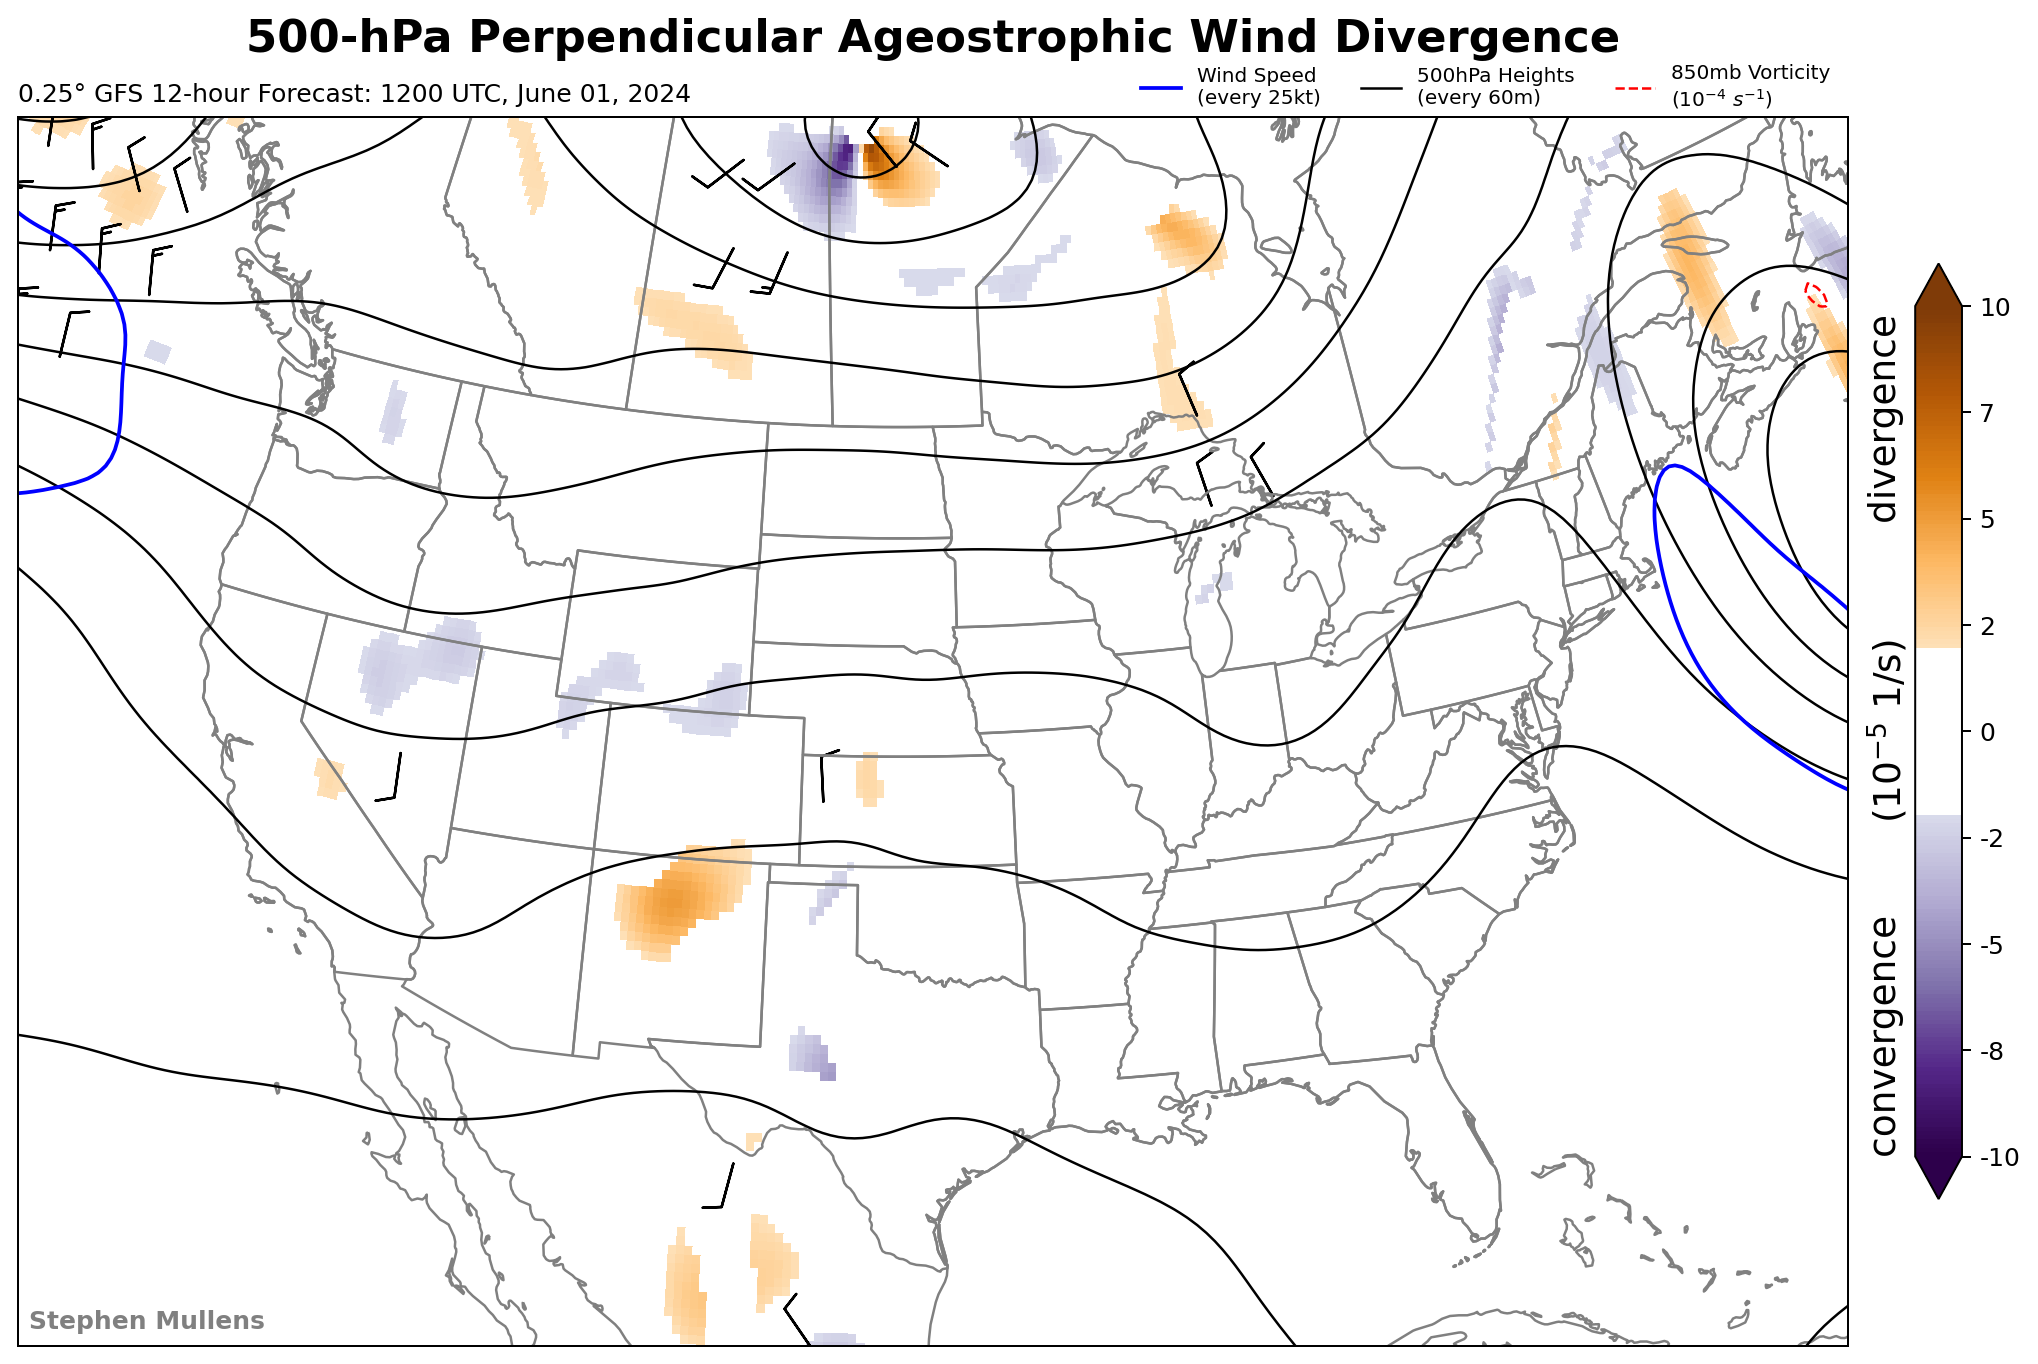 500-hPa Perpendicular Ageostrophic Wind Divergence
0.25° GFS 12-hour Forecast: 1200 UTC, June 01, 2024
Wind Speed
(every 25kt)
500hPa Heights
(every 60m)
850mb Vorticity
(10⁻⁴ s⁻¹)
10
7
5
2
0
-2
-5
-8
-10
convergence (10⁻⁵ 1/s) divergence
Stephen Mullens